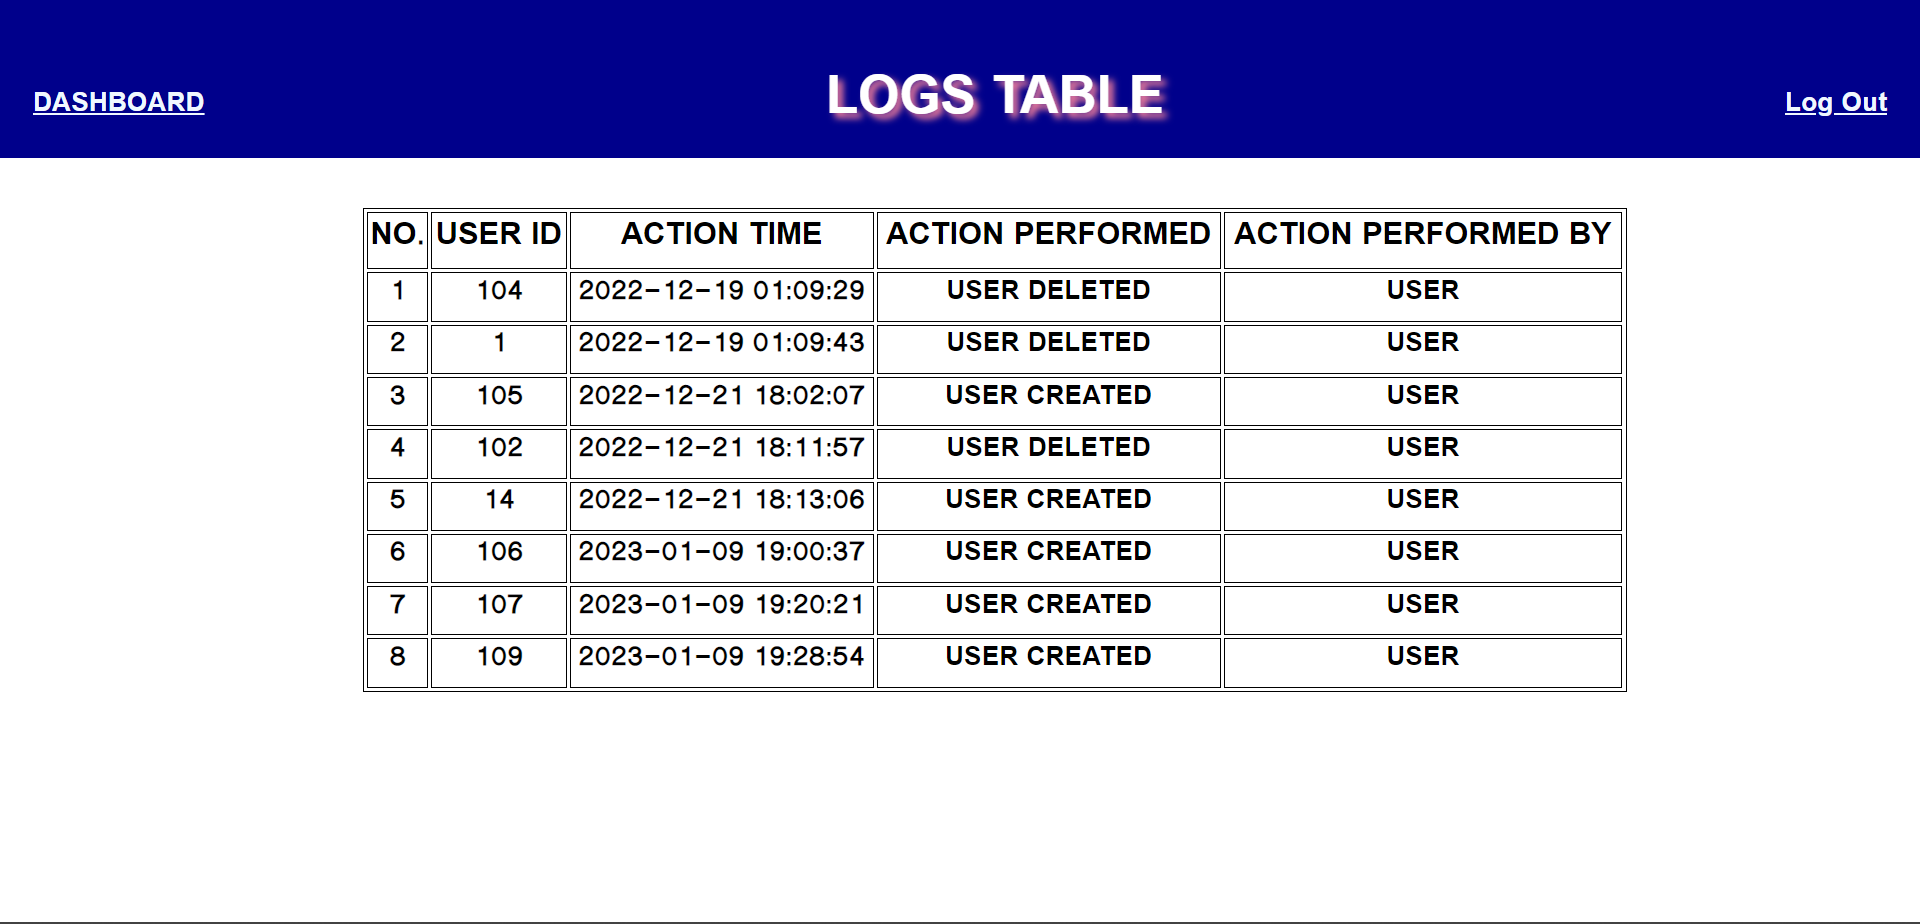 DASHBOARD LOGS TABLE Log Out
NO. USER ID ACTION TIME ACTION PERFORMED ACTION PERFORMED BY
1 104 2022-12-19 01:09:29 USER DELETED USER
2 1 2022-12-19 01:09:43 USER DELETED USER
3 105 2022-12-21 18:02:07 USER CREATED USER
4 102 2022-12-21 18:11:57 USER DELETED USER
5 14 2022-12-21 18:13:06 USER CREATED USER
6 106 2023-01-09 19:00:37 USER CREATED USER
7 107 2023-01-09 19:20:21 USER CREATED USER
8 109 2023-01-09 19:28:54 USER CREATED USER